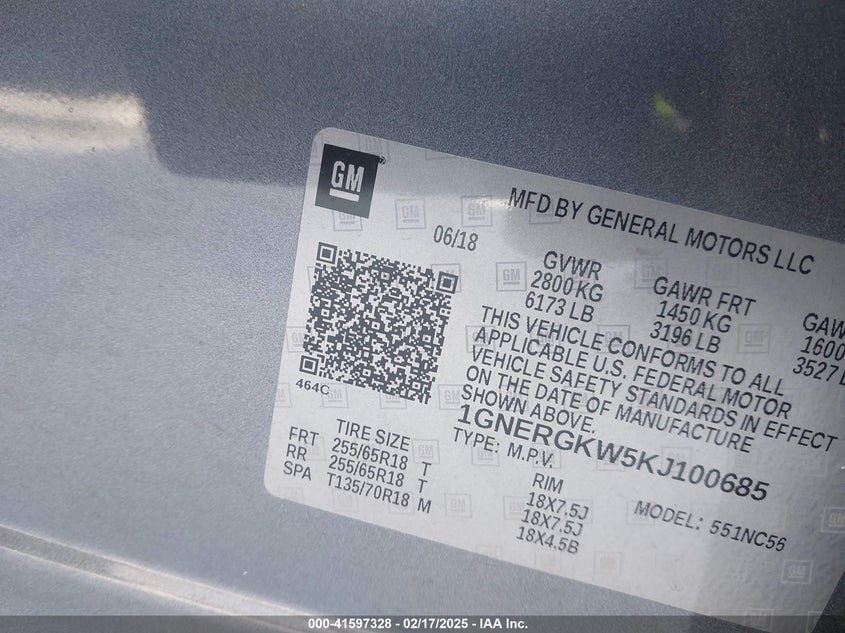 GM
MFD BY GENERAL MOTORS LLC
06/18
GVWR
2800 KG
6173 LB
GAWR FRT
1450 KG
3196 LB
GAW
1600
3527 L
THIS VEHICLE CONFORMS TO ALL
APPLICABLE U.S. FEDERAL MOTOR
VEHICLE SAFETY STANDARDS IN EFFECT
ON THE DATE OF MANUFACTURE
SHOWN ABOVE.
1GNERGKW5KJ100685
TYPE: M.P.V.
MODEL: 551NC56
464C
TIRE SIZE RIM
FRT 255/65R18 T 18X7.5J
RR 255/65R18 T 18X7.5J
SPA T135/70R18 M 18X4.5B
000-41597328 - 02/17/2025 - IAA Inc.